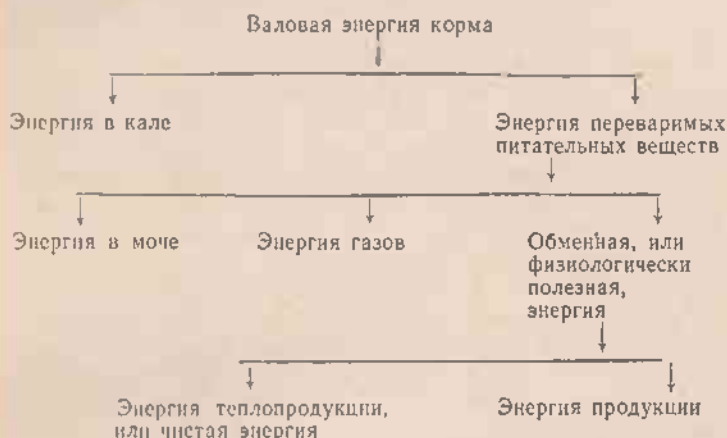 Валовая энергия корма
Энергия в кале
Энергия переваримых
питательных веществ
Энергия в моче
Энергия газов
Обменная, или
физиологически
полезная,
энергия
Энергия теплопродукции,
или чистая энергия
Энергия продукции